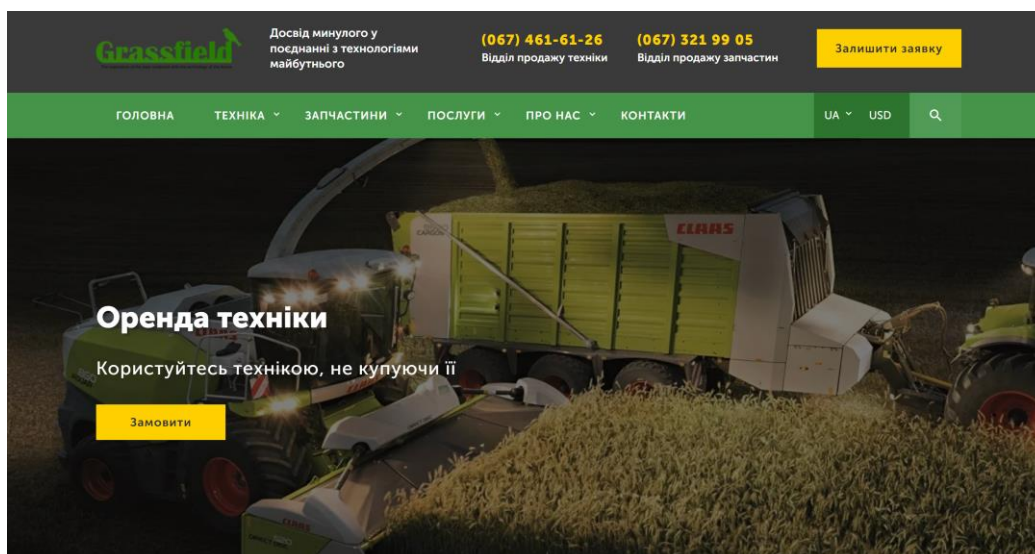 Grassfield
Досвід минулого у
поєднанні з технологіями
майбутнього
(067) 461-61-26
Відділ продажу техніки
(067) 321 99 05
Відділ продажу запчастин
Залишити заявку
ГОЛОВНА
ТЕХНІКА
ЗАПЧАСТИНИ
ПОСЛУГИ
ПРО НАС
КОНТАКТИ
UA
USD
CARGOS
CLAAS
Оренда техніки
Користуйтесь технікою, не купуючи її
Замовити
CLAAS